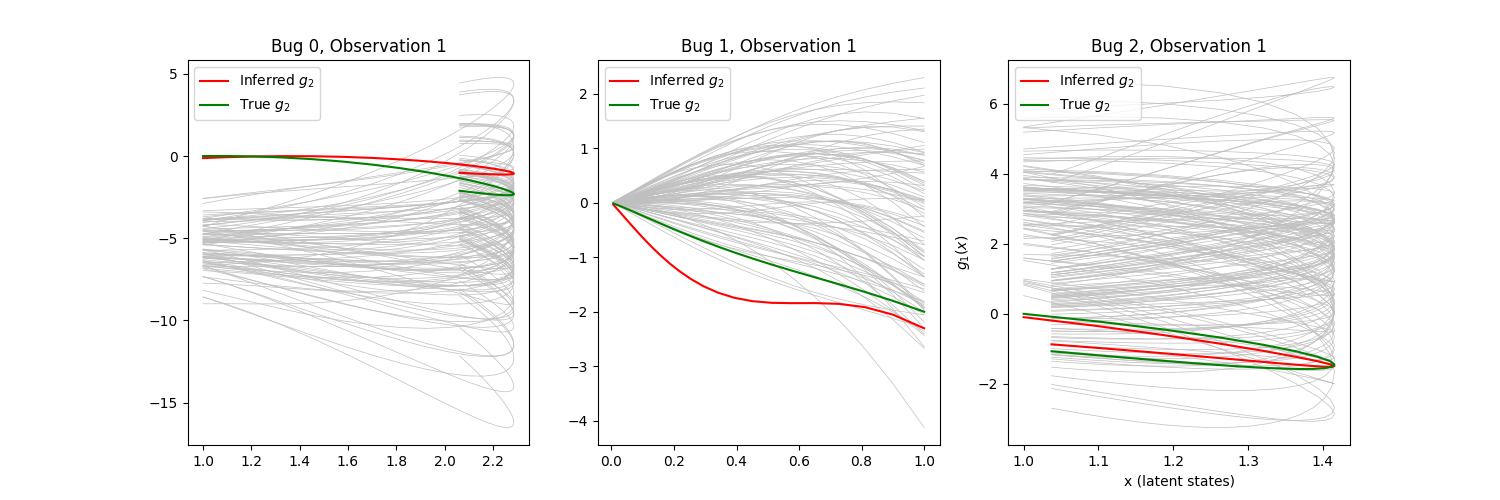 Bug 0, Observation 1
Inferred g₂
True g₂
5
0
−5
−10
−15
1.0 1.2 1.4 1.6 1.8 2.0 2.2
Bug 1, Observation 1
Inferred g₂
True g₂
2
1
0
−1
−2
−3
−4
0.0 0.2 0.4 0.6 0.8 1.0
Bug 2, Observation 1
Inferred g₂
True g₂
g₁(x)
6
4
2
0
−2
1.0 1.1 1.2 1.3 1.4
x (latent states)